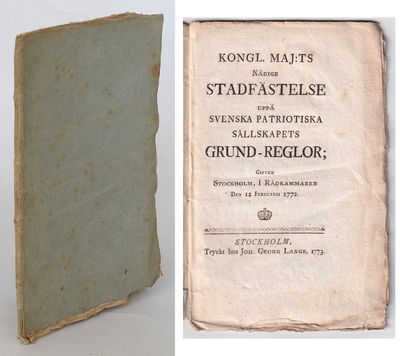 KONGL. MAJ:TS
NÅDIGE
STADFÄSTELSE
UPPÅ
SVENSKA PATRIOTISKA
SÄLLSKAPETS
GRUND-REGLOR;
GIFVEN
STOCKHOLM, I RÅDKAMMAREN
DEN 12 FEBRUARII 1772.
STOCKHOLM,
Tryckt hos JOH. GEORG LANGE, 1773.